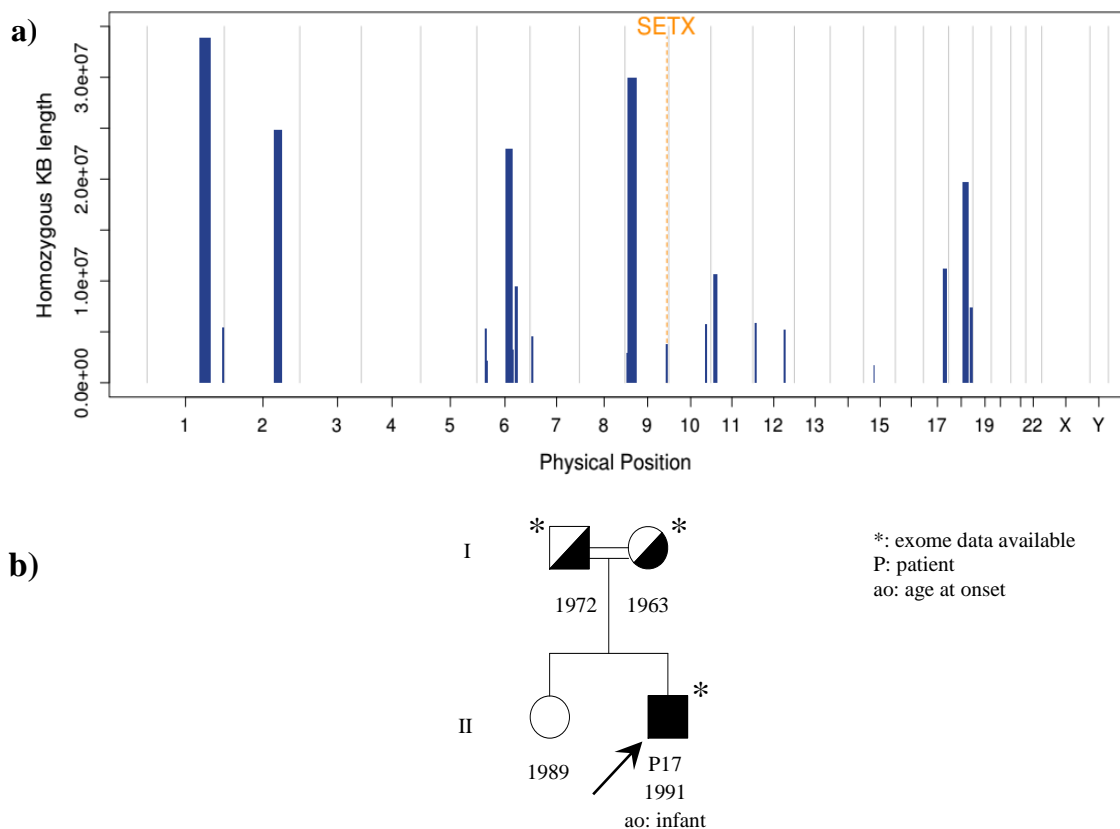 a)
SETX
Homozygous KB length
3.0e+07
2.0e+07
1.0e+07
0.0e+00
1 2 3 4 5 6 7 8 9 10 11 12 13 15 17 19 22 X Y
Physical Position
b)
I
* *
1972 1963
*: exome data available
P: patient
ao: age at onset
II
*
1989
P17
1991
ao: infant